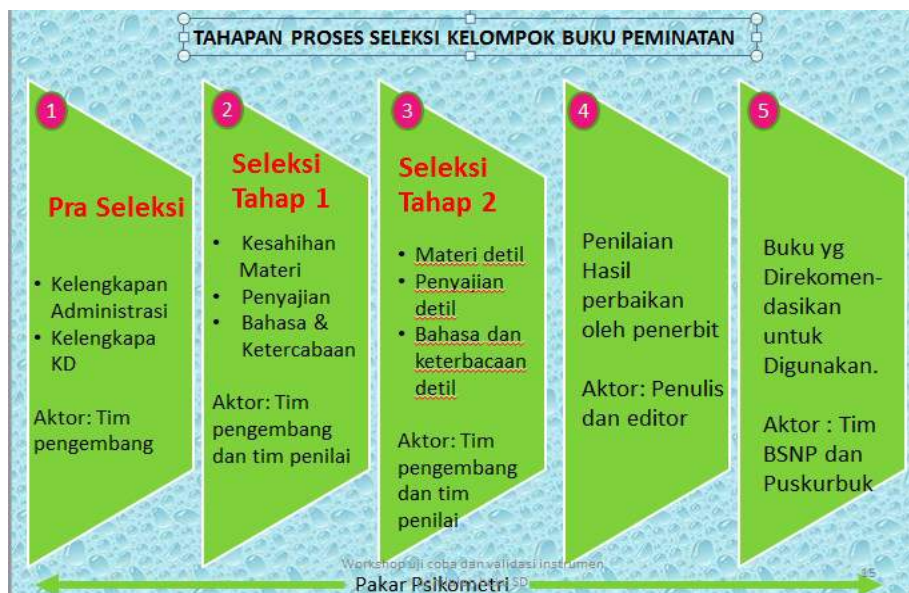 TAHAPAN PROSES SELEKSI KELOMPOK BUKU PEMINATAN
1
Pra Seleksi
• Kelengkapan
Administrasi
• Kelengkapa
KD
Aktor: Tim
pengembang
2
Seleksi
Tahap 1
• Kesahihan
Materi
• Penyajian
• Bahasa &
Ketercabaan
Aktor: Tim
pengembang
dan tim penilai
3
Seleksi
Tahap 2
• Materi detil
• Penyajian
detil
• Bahasa dan
keterbacaan
detil
Aktor: Tim
pengembang
dan tim
penilai
4
Penilaian
Hasil
perbaikan
oleh penerbit
Aktor: Penulis
dan editor
5
Buku yg
Direkomen-
dasikan
untuk
Digunakan.
Aktor : Tim
BSNP dan
Puskurbuk
Workshop uji coba dan validasi instrumen
SD
Pakar Psikometri
15